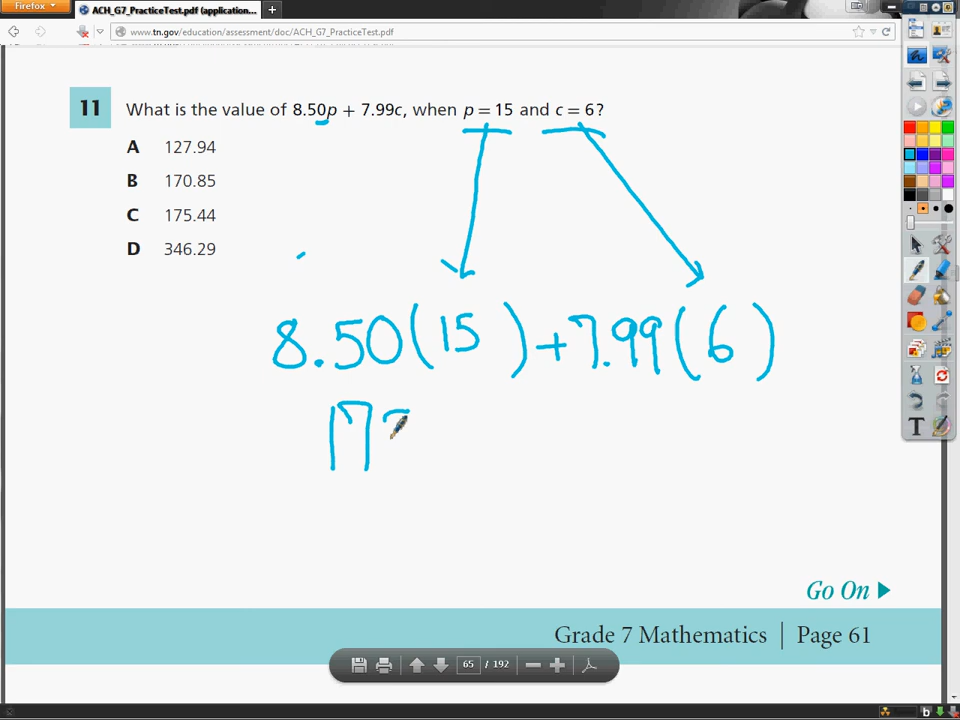 Firefox
ACH_G7_PracticeTest.pdf (application...
www.tn.gov/education/assessment/doc/ACH_G7_PracticeTest.pdf
11 What is the value of 8.50p + 7.99c, when p = 15 and c = 6?
A 127.94
B 170.85
C 175.44
D 346.29
8.50(15)+7.99(6)
17
Go On
Grade 7 Mathematics | Page 61
65 / 192